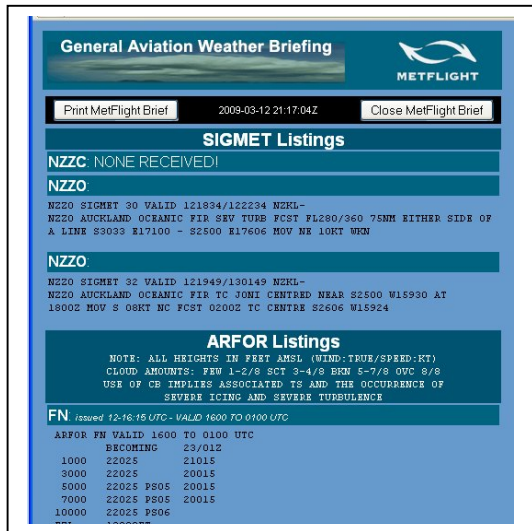 General Aviation Weather Briefing
METFLIGHT
Print MetFlight Brief 2009-03-12 21:17:04Z Close MetFlight Brief
SIGMET Listings
NZZC: NONE RECEIVED!
NZZO:
NZZO SIGMET 30 VALID 121834/122234 NZKL-
NZZO AUCKLAND OCEANIC FIR SEV TURB FCST FL280/360 75NM EITHER SIDE OF
A LINE S3033 E17100 - S2500 E17606 MOV NE 10KT WKN
NZZO:
NZZO SIGMET 32 VALID 121949/130149 NZKL-
NZZO AUCKLAND OCEANIC FIR TC JONI CENTRED NEAR S2500 W15930 AT
1800Z MOV S 08KT NC FCST 0200Z TC CENTRE S2606 W15924
ARFOR Listings
NOTE: ALL HEIGHTS IN FEET AMSL (WIND:TRUE/SPEED:KT)
CLOUD AMOUNTS: FEW 1-2/8 SCT 3-4/8 BKN 5-7/8 OVC 8/8
USE OF CB IMPLIES ASSOCIATED TS AND THE OCCURRENCE OF
SEVERE ICING AND SEVERE TURBULENCE
FN: issued 12-16:15 UTC - VALID 1600 TO 0100 UTC
ARFOR FN VALID 1600 TO 0100 UTC
BECOMING 23/01Z
1000 22025 21015
3000 22025 20015
5000 22025 PS05 20015
7000 22025 PS05 20015
10000 22025 PS06